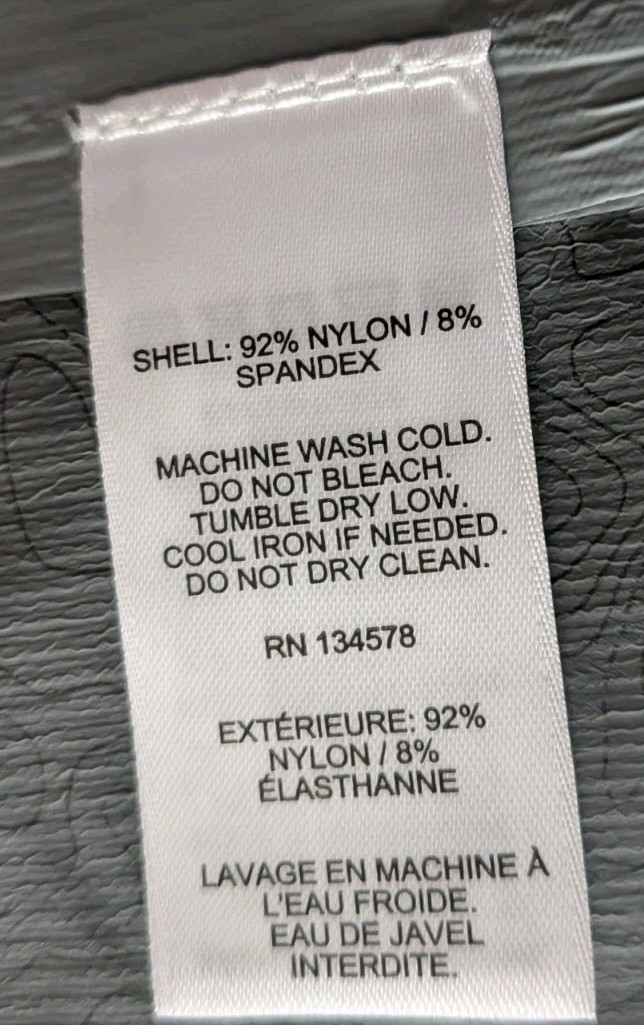 SHELL: 92% NYLON / 8%
SPANDEX
MACHINE WASH COLD.
DO NOT BLEACH.
TUMBLE DRY LOW.
COOL IRON IF NEEDED.
DO NOT DRY CLEAN.
RN 134578
EXTÉRIEURE: 92%
NYLON / 8%
ÉLASTHANNE
LAVAGE EN MACHINE À
L'EAU FROIDE.
EAU DE JAVEL
INTERDITE.